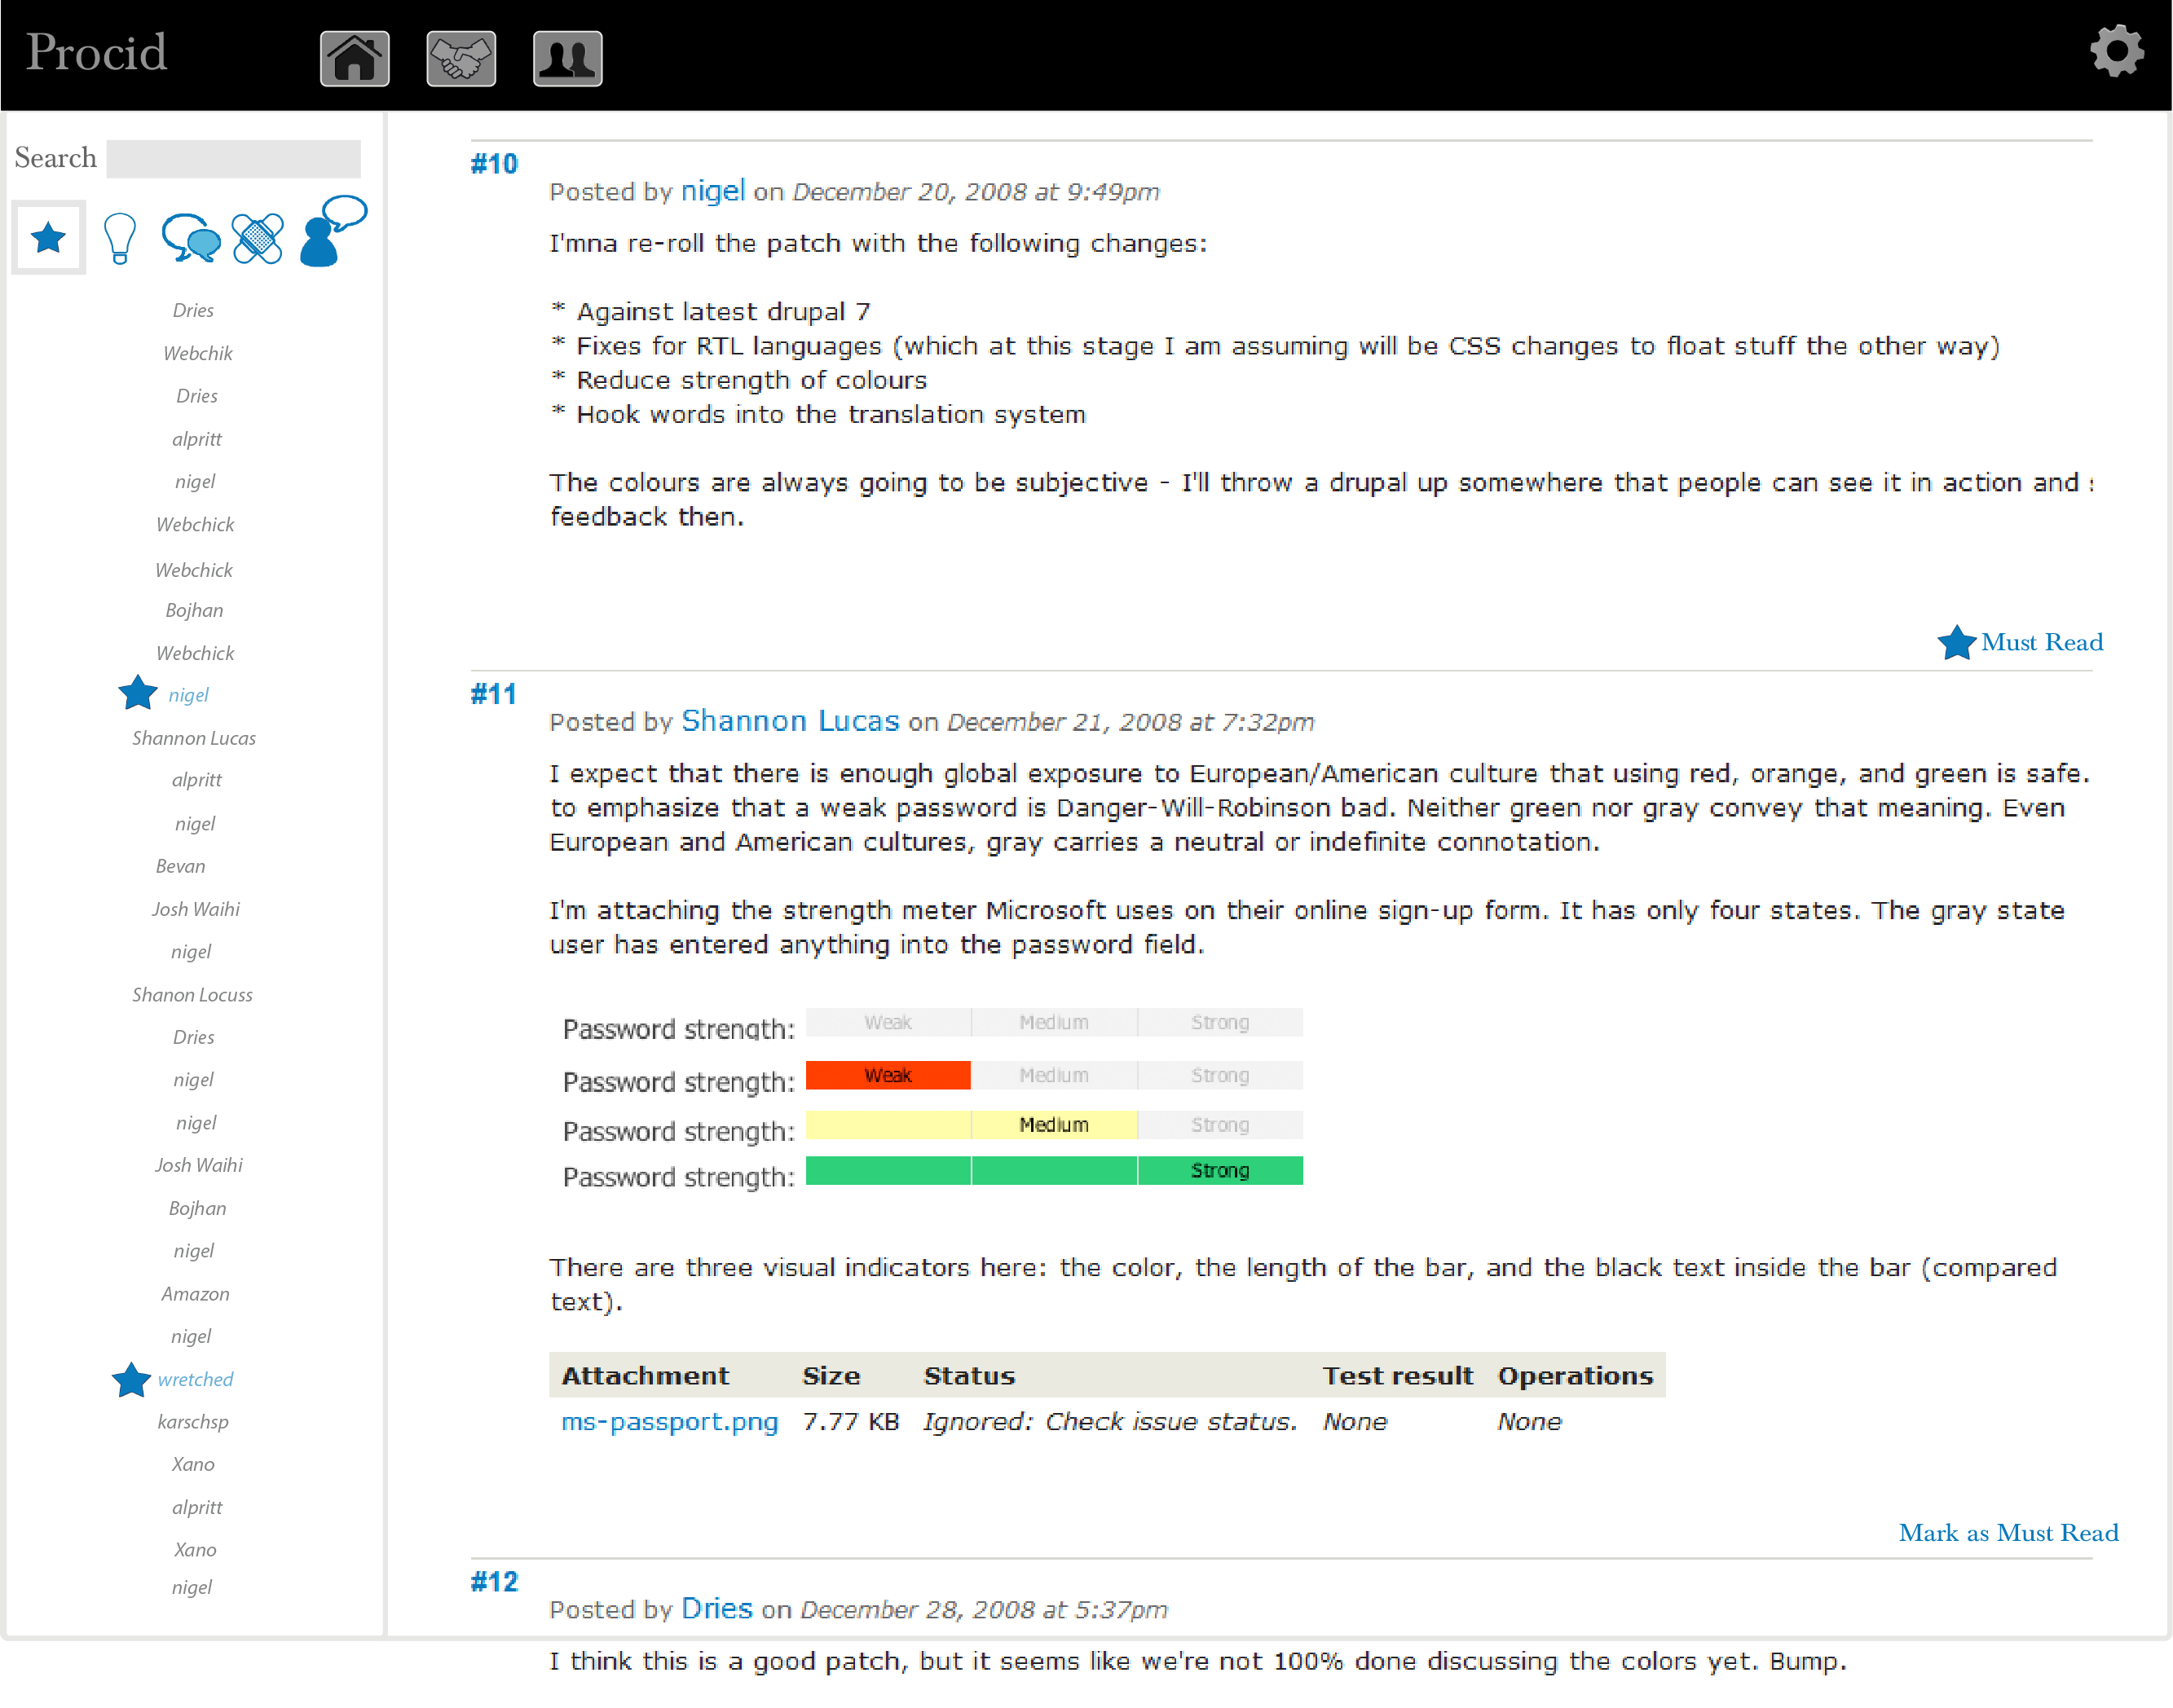 Procid
Search
Dries
Webchik
Dries
alpritt
nigel
Webchick
Webchick
Bojhan
Webchick
nigel
Shannon Lucas
alpritt
nigel
Bevan
Josh Waihi
nigel
Shanon Locuss
Dries
nigel
nigel
Josh Waihi
Bojhan
nigel
Amazon
nigel
wretched
karschsp
Xano
alpritt
Xano
nigel
#10
Posted by nigel on December 20, 2008 at 9:49pm
I'mna re-roll the patch with the following changes:
* Against latest drupal 7
* Fixes for RTL languages (which at this stage I am assuming will be CSS changes to float stuff the other way)
* Reduce strength of colours
* Hook words into the translation system
The colours are always going to be subjective - I'll throw a drupal up somewhere that people can see it in action and
feedback then.
Must Read
#11
Posted by Shannon Lucas on December 21, 2008 at 7:32pm
I expect that there is enough global exposure to European/American culture that using red, orange, and green is safe.
to emphasize that a weak password is Danger-Will-Robinson bad. Neither green nor gray convey that meaning. Even
European and American cultures, gray carries a neutral or indefinite connotation.
I'm attaching the strength meter Microsoft uses on their online sign-up form. It has only four states. The gray state
user has entered anything into the password field.
Password strength: Weak Medium Strong
Password strength: Weak Medium Strong
Password strength: Medium Strong
Password strength: Strong
There are three visual indicators here: the color, the length of the bar, and the black text inside the bar (compared
text).
Attachment Size Status Test result Operations
ms-passport.png 7.77 KB Ignored: Check issue status. None None
Mark as Must Read
#12
Posted by Dries on December 28, 2008 at 5:37pm
I think this is a good patch, but it seems like we're not 100% done discussing the colors yet. Bump.